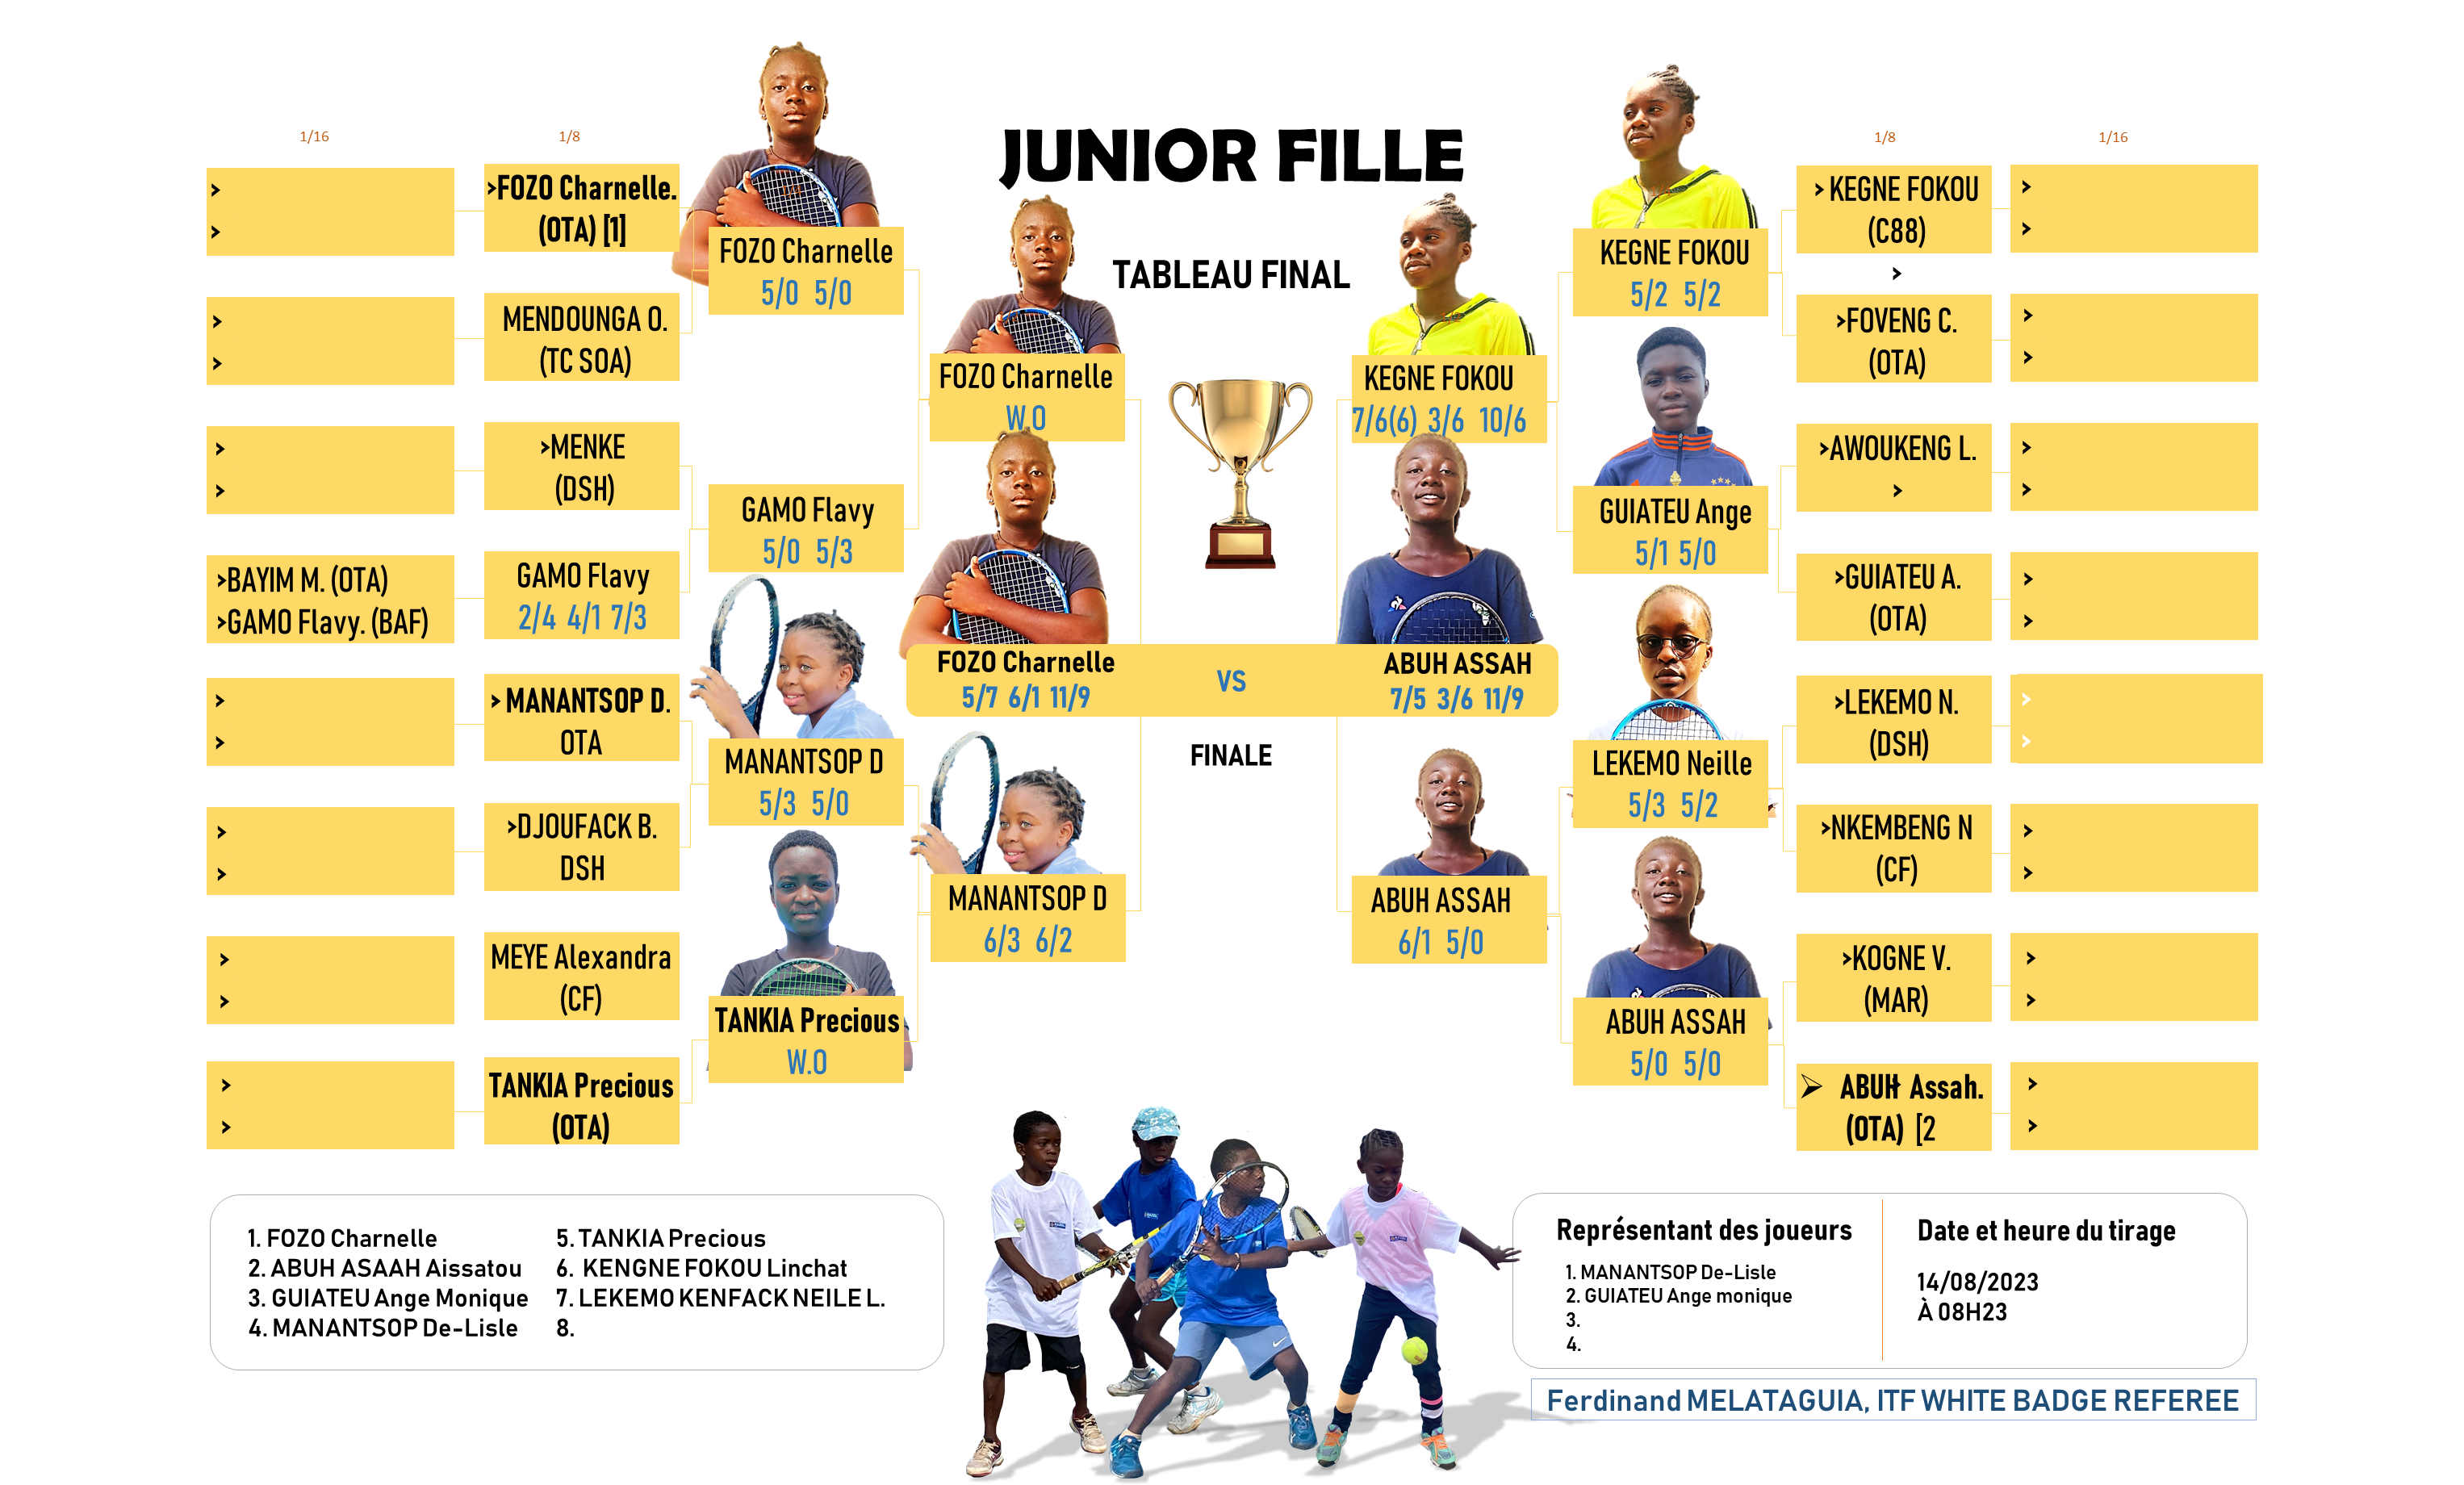 JUNIOR FILLE
TABLEAU FINAL
1/16
1/8
>
>
>FOZO Charnelle.
(OTA) [1]
>
>
MENDOUNGA O.
(TC SOA)
>
>
>MENKE
(DSH)
>BAYIM M. (OTA)
>GAMO Flavy. (BAF)
GAMO Flavy
2/4 4/1 7/3
>
>
>MANANTSOP D.
OTA
>
>
>DJOUFACK B.
DSH
>
>
MEYE Alexandra
(CF)
>
>
TANKIA Precious
(OTA)
FOZO Charnelle
5/0 5/0
GAMO Flavy
5/0 5/3
MANANTSOP D
5/3 5/0
TANKIA Precious
W.O
FOZO Charnelle
W.O
MANANTSOP D
6/3 6/2
FOZO Charnelle
5/7 6/1 11/9
VS
ABUH ASSAH
7/5 3/6 11/9
FINALE
KEGNE FOKOU
7/6(6) 3/6 10/6
ABUH ASSAH
6/1 5/0
KEGNE FOKOU
5/2 5/2
GUIATEU Ange
5/1 5/0
LEKEMO Neille
5/3 5/2
ABUH ASSAH
5/0 5/0
1/8
1/16
> KEGNE FOKOU
(C88)
>
>
>
>FOVENG C.
(OTA)
>
>
>AWOUKENG L.
>
>
>
>GUIATEU A.
(OTA)
>
>
>LEKEMO N.
(DSH)
>
>
>NKEMBENG N
(CF)
>
>
>KOGNE V.
(MAR)
>
>
➢ ABUH Assah.
(OTA) [2
>
>
1. FOZO Charnelle
2. ABUH ASAAH Aissatou
3. GUIATEU Ange Monique
4. MANANTSOP De-Lisle
5. TANKIA Precious
6. KENGNE FOKOU Linchat
7. LEKEMO KENFACK NEILE L.
8.
Représentant des joueurs
1. MANANTSOP De-Lisle
2. GUIATEU Ange monique
3.
4.
Date et heure du tirage
14/08/2023
À 08H23
Ferdinand MELATAGUIA, ITF WHITE BADGE REFEREE